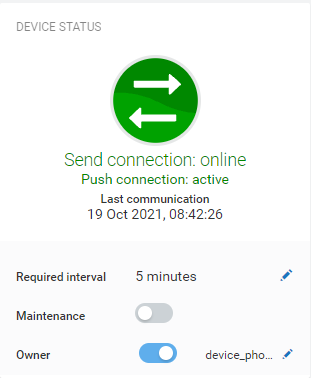 DEVICE STATUS
Send connection: online
Push connection: active
Last communication
19 Oct 2021, 08:42:26
Required interval 5 minutes
Maintenance
Owner device_pho...